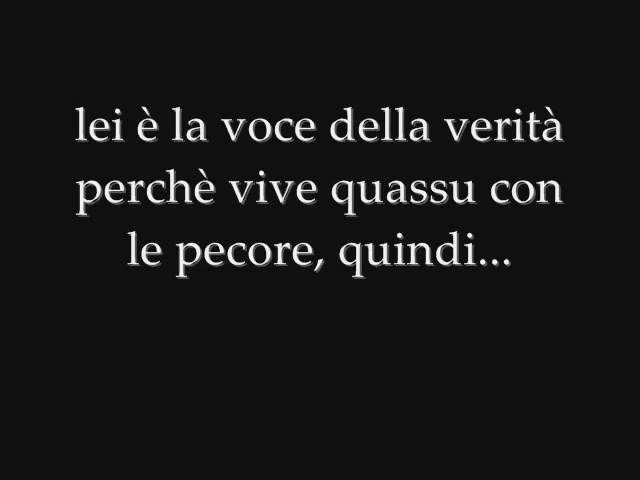 lei è la voce della verità
perchè vive quassu con
le pecore, quindi...